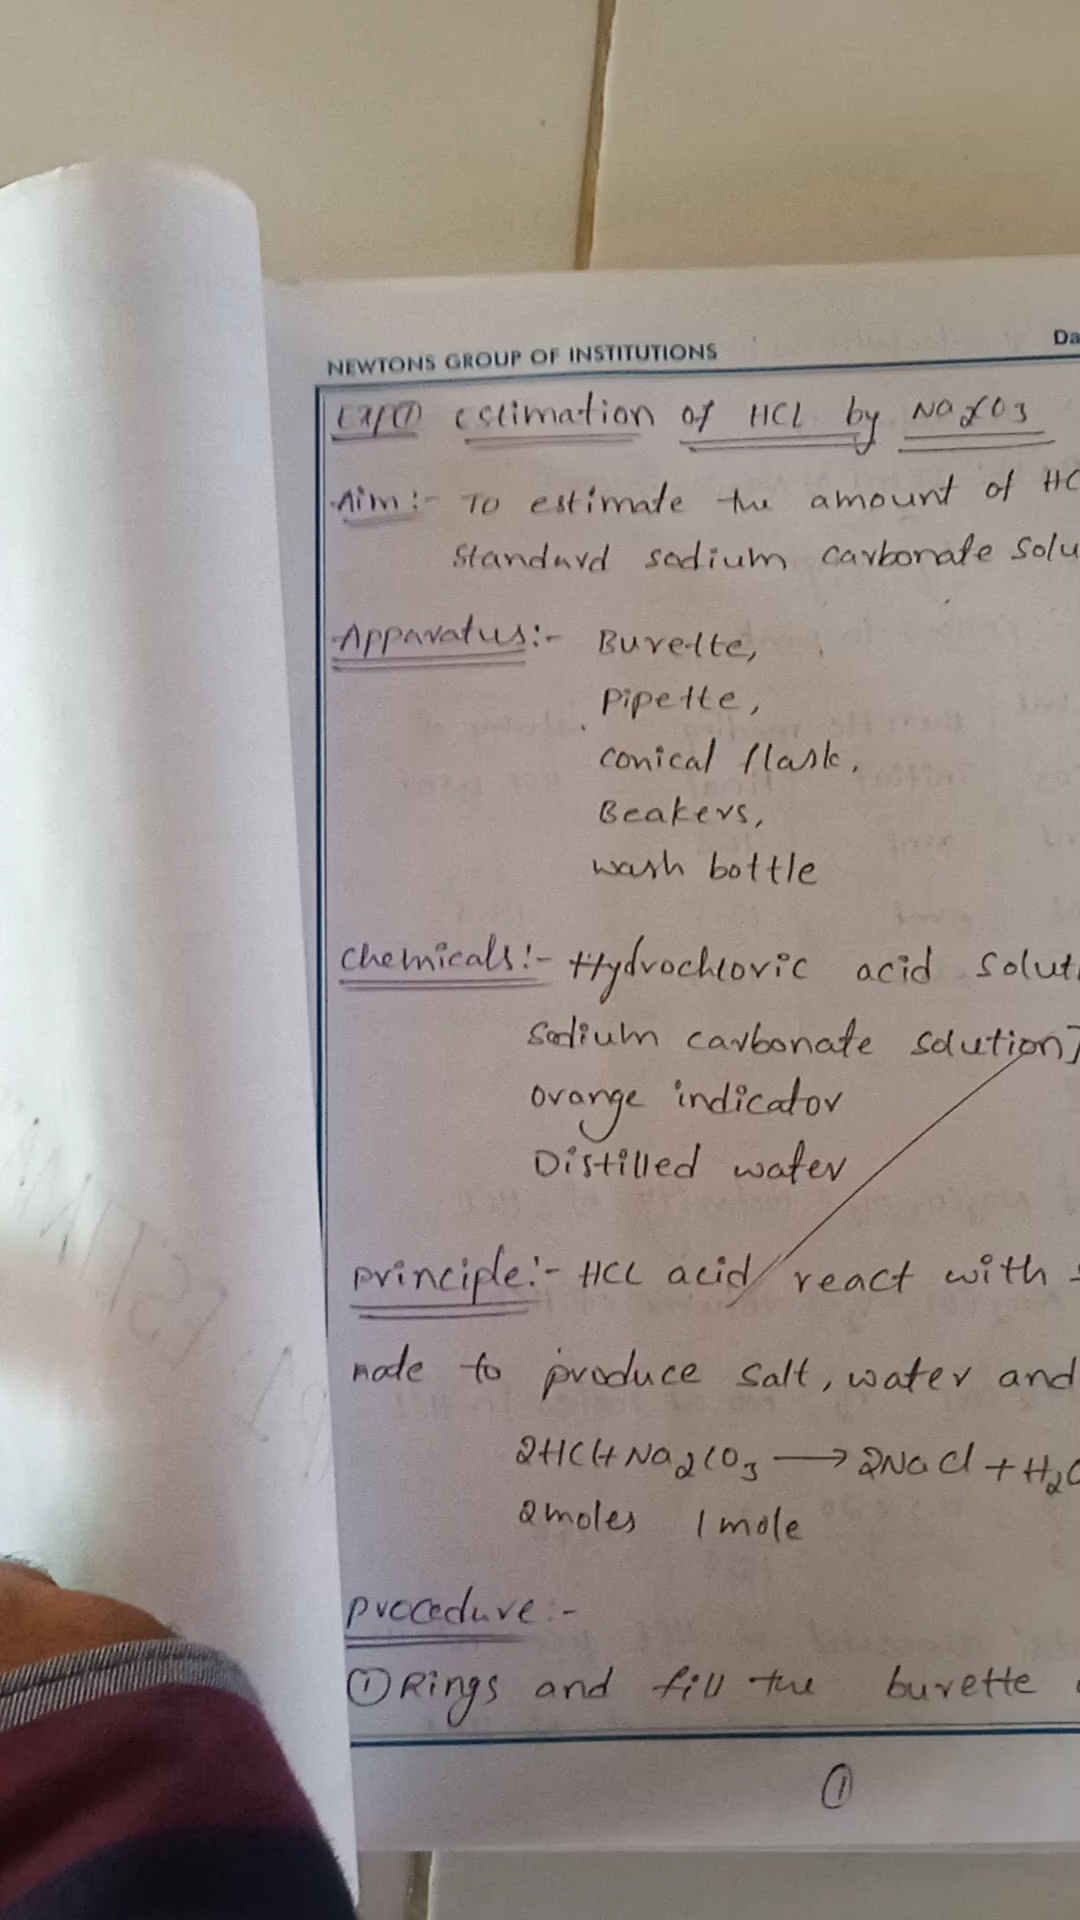 NEWTONS GROUP OF INSTITUTIONS
Da
Exp① estimation of HCL by Na2CO3
Aim:- To estimate the amount of HC
Standard sodium carbonate solu
Apparatus:- Burette,
Pipette,
conical flask,
Beakers,
wash bottle
chemicals:- Hydrochloric acid solut
Sodium carbonate solution]
orange indicator
Distilled water
principle:- HCL acid react with
nate to produce salt, water and
2HCl+Na2CO3 → 2NaCl + H2O
2moles 1 mole
procedure:-
① Rings and fill the burette
①